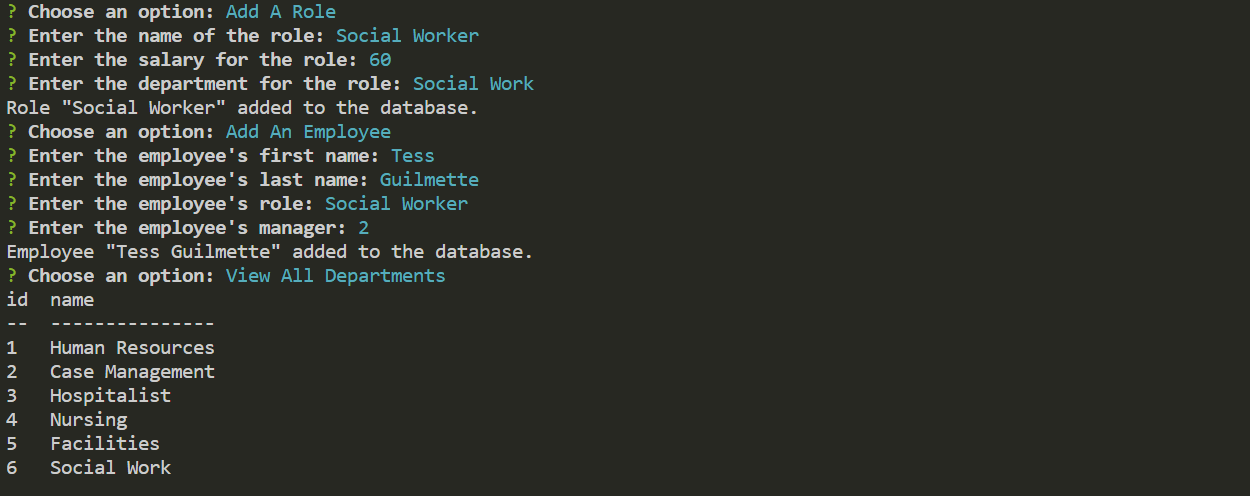 ? Choose an option: Add A Role
? Enter the name of the role: Social Worker
? Enter the salary for the role: 60
? Enter the department for the role: Social Work
Role "Social Worker" added to the database.
? Choose an option: Add An Employee
? Enter the employee's first name: Tess
? Enter the employee's last name: Guilmette
? Enter the employee's role: Social Worker
? Enter the employee's manager: 2
Employee "Tess Guilmette" added to the database.
? Choose an option: View All Departments
id  name
--  ---------------
1   Human Resources
2   Case Management
3   Hospitalist
4   Nursing
5   Facilities
6   Social Work